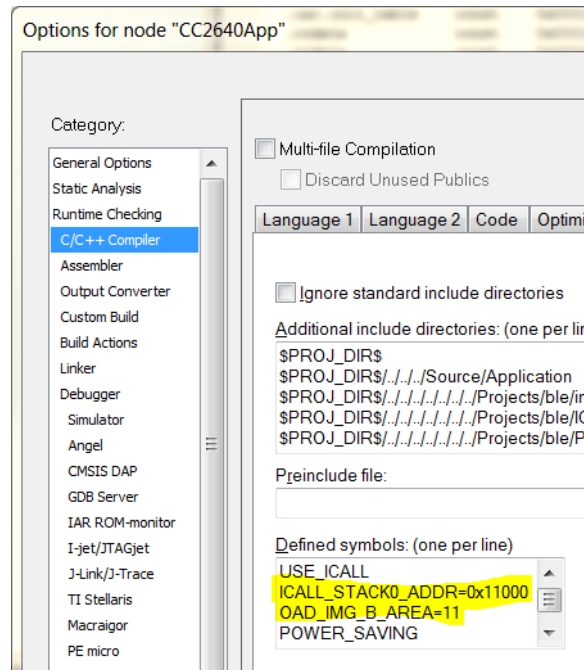 Options for node "CC2640App"
Category:
General Options
Static Analysis
Runtime Checking
C/C++ Compiler
Assembler
Output Converter
Custom Build
Build Actions
Linker
Debugger
Simulator
Angel
CMSIS DAP
GDB Server
IAR ROM-monitor
I-jet/JTAGjet
J-Link/J-Trace
TI Stellaris
Macraigor
PE micro
Multi-file Compilation
Discard Unused Publics
Language 1 Language 2 Code Optimi
Ignore standard include directories
Additional include directories: (one per lin
$PROJ_DIR$
$PROJ_DIR$/../../../Source/Application
$PROJ_DIR$/../../../../../../../Projects/ble/in
$PROJ_DIR$/../../../../../../../Projects/ble/IC
$PROJ_DIR$/../../../../../../../Projects/ble/P
Preinclude file:
Defined symbols: (one per line)
USE_ICALL
ICALL_STACK0_ADDR=0x11000
OAD_IMG_B_AREA=11
POWER_SAVING